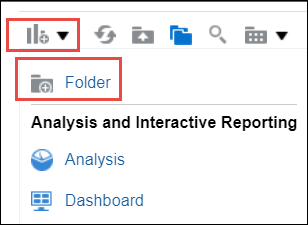 Folder
Analysis and Interactive Reporting
Analysis
Dashboard